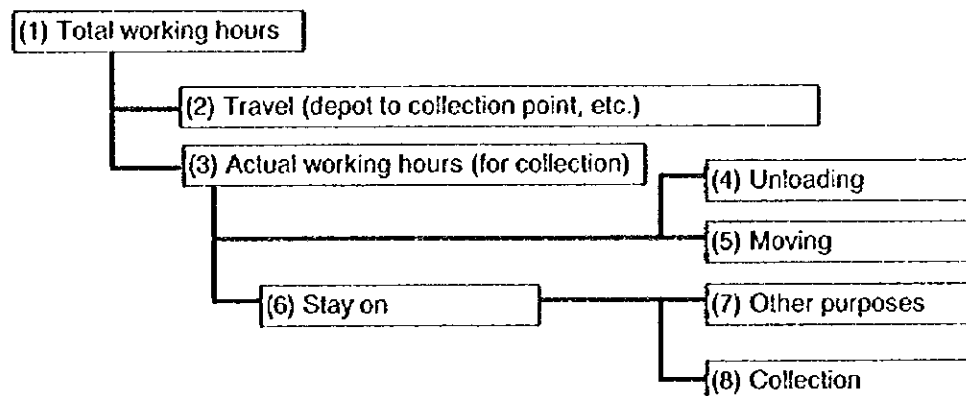 (1) Total working hours
(2) Travel (depot to collection point, etc.)
(3) Actual working hours (for collection)
(4) Unloading
(5) Moving
(6) Stay on
(7) Other purposes
(8) Collection